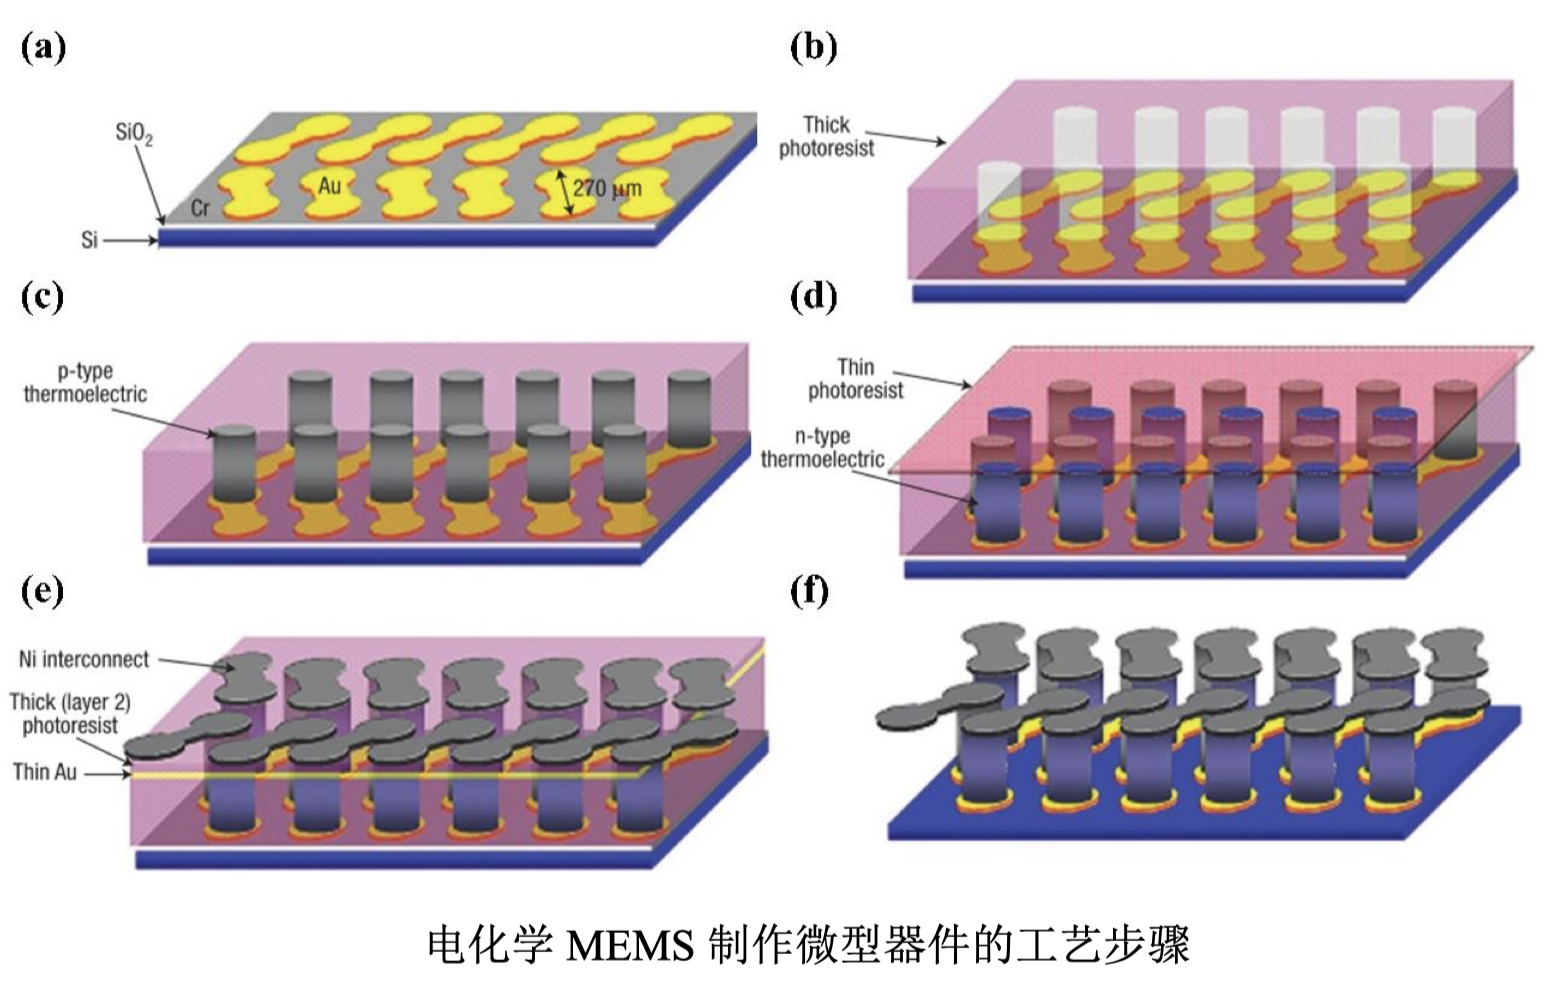 (a)
SiO₂
Au
270 μm
Cr
Si
(b)
Thick
photoresist
(c)
p-type
thermoelectric
(d)
Thin
photoresist
n-type
thermoelectric
(e)
Ni interconnect
Thick (layer 2)
photoresist
Thin Au
(f)
电化学 MEMS 制作微型器件的工艺步骤